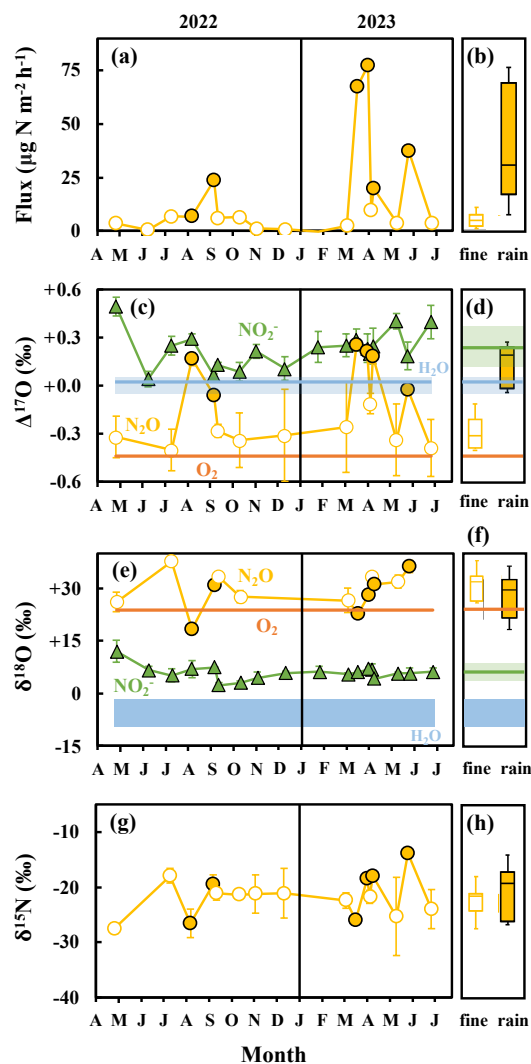 2022 2023
(a) (b)
Flux (µg N m⁻² h⁻¹)
75
50
25
0
A M J J A S O N D J F M A M J J
fine rain
(c) (d)
Δ¹⁷O (‰)
+0.6
+0.3
+0.0
-0.3
-0.6
NO₂⁻
H₂O
N₂O
O₂
A M J J A S O N D J F M A M J J
fine rain
(e) (f)
δ¹⁸O (‰)
+30
+15
0
-15
N₂O
O₂
NO₂⁻
H₂O
A M J J A S O N D J F M A M J J
fine rain
(g) (h)
δ¹⁵N (‰)
-10
-20
-30
-40
A M J J A S O N D J F M A M J J
fine rain
Month